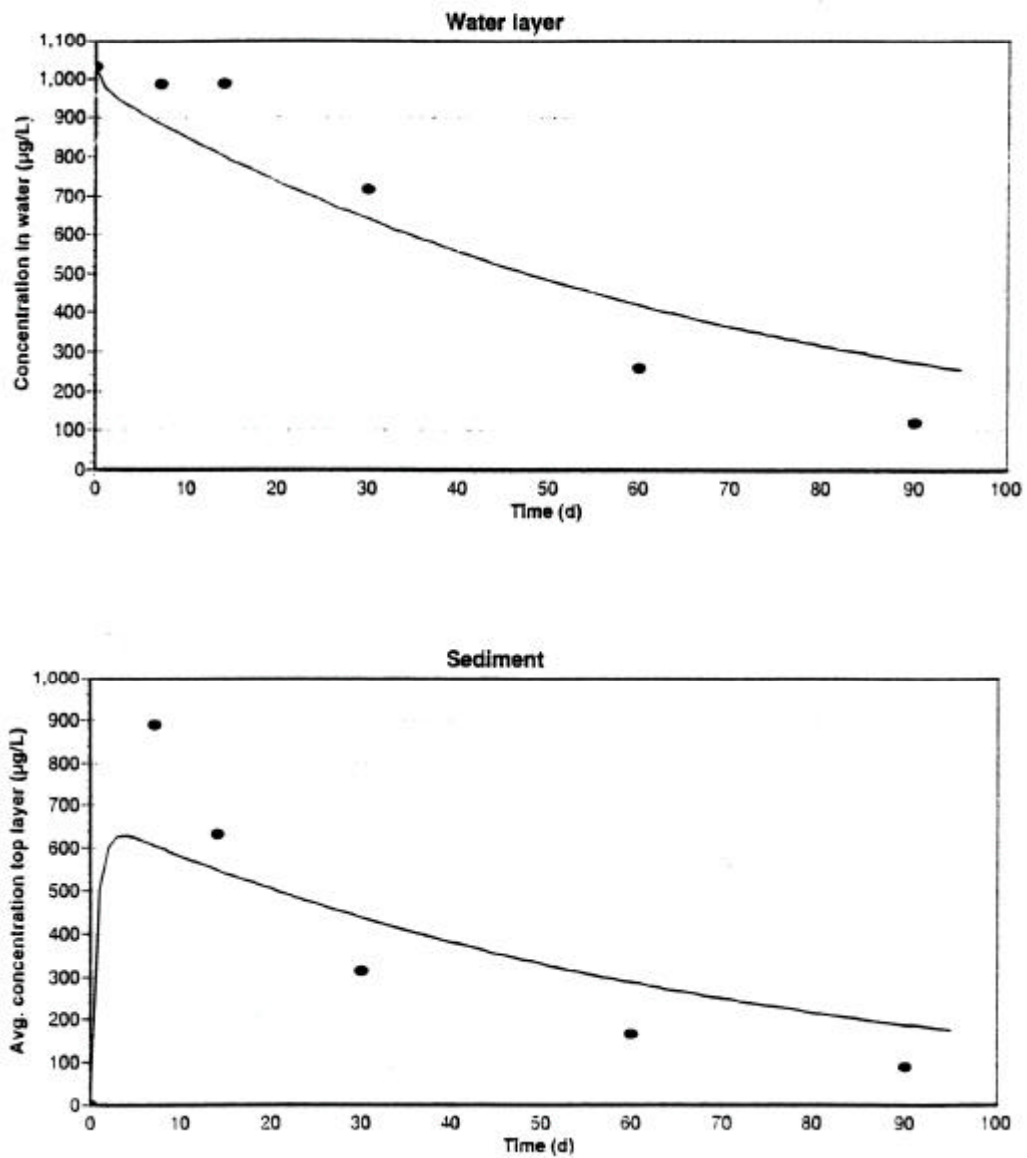 Water layer
1,100
1,000
900
800
700
600
500
400
300
200
100
0
Concentration in water (µg/L)
0 10 20 30 40 50 60 70 80 90 100
Time (d)
Sediment
1,000
900
800
700
600
500
400
300
200
100
0
Avg. concentration top layer (µg/L)
0 10 20 30 40 50 60 70 80 90 100
Time (d)